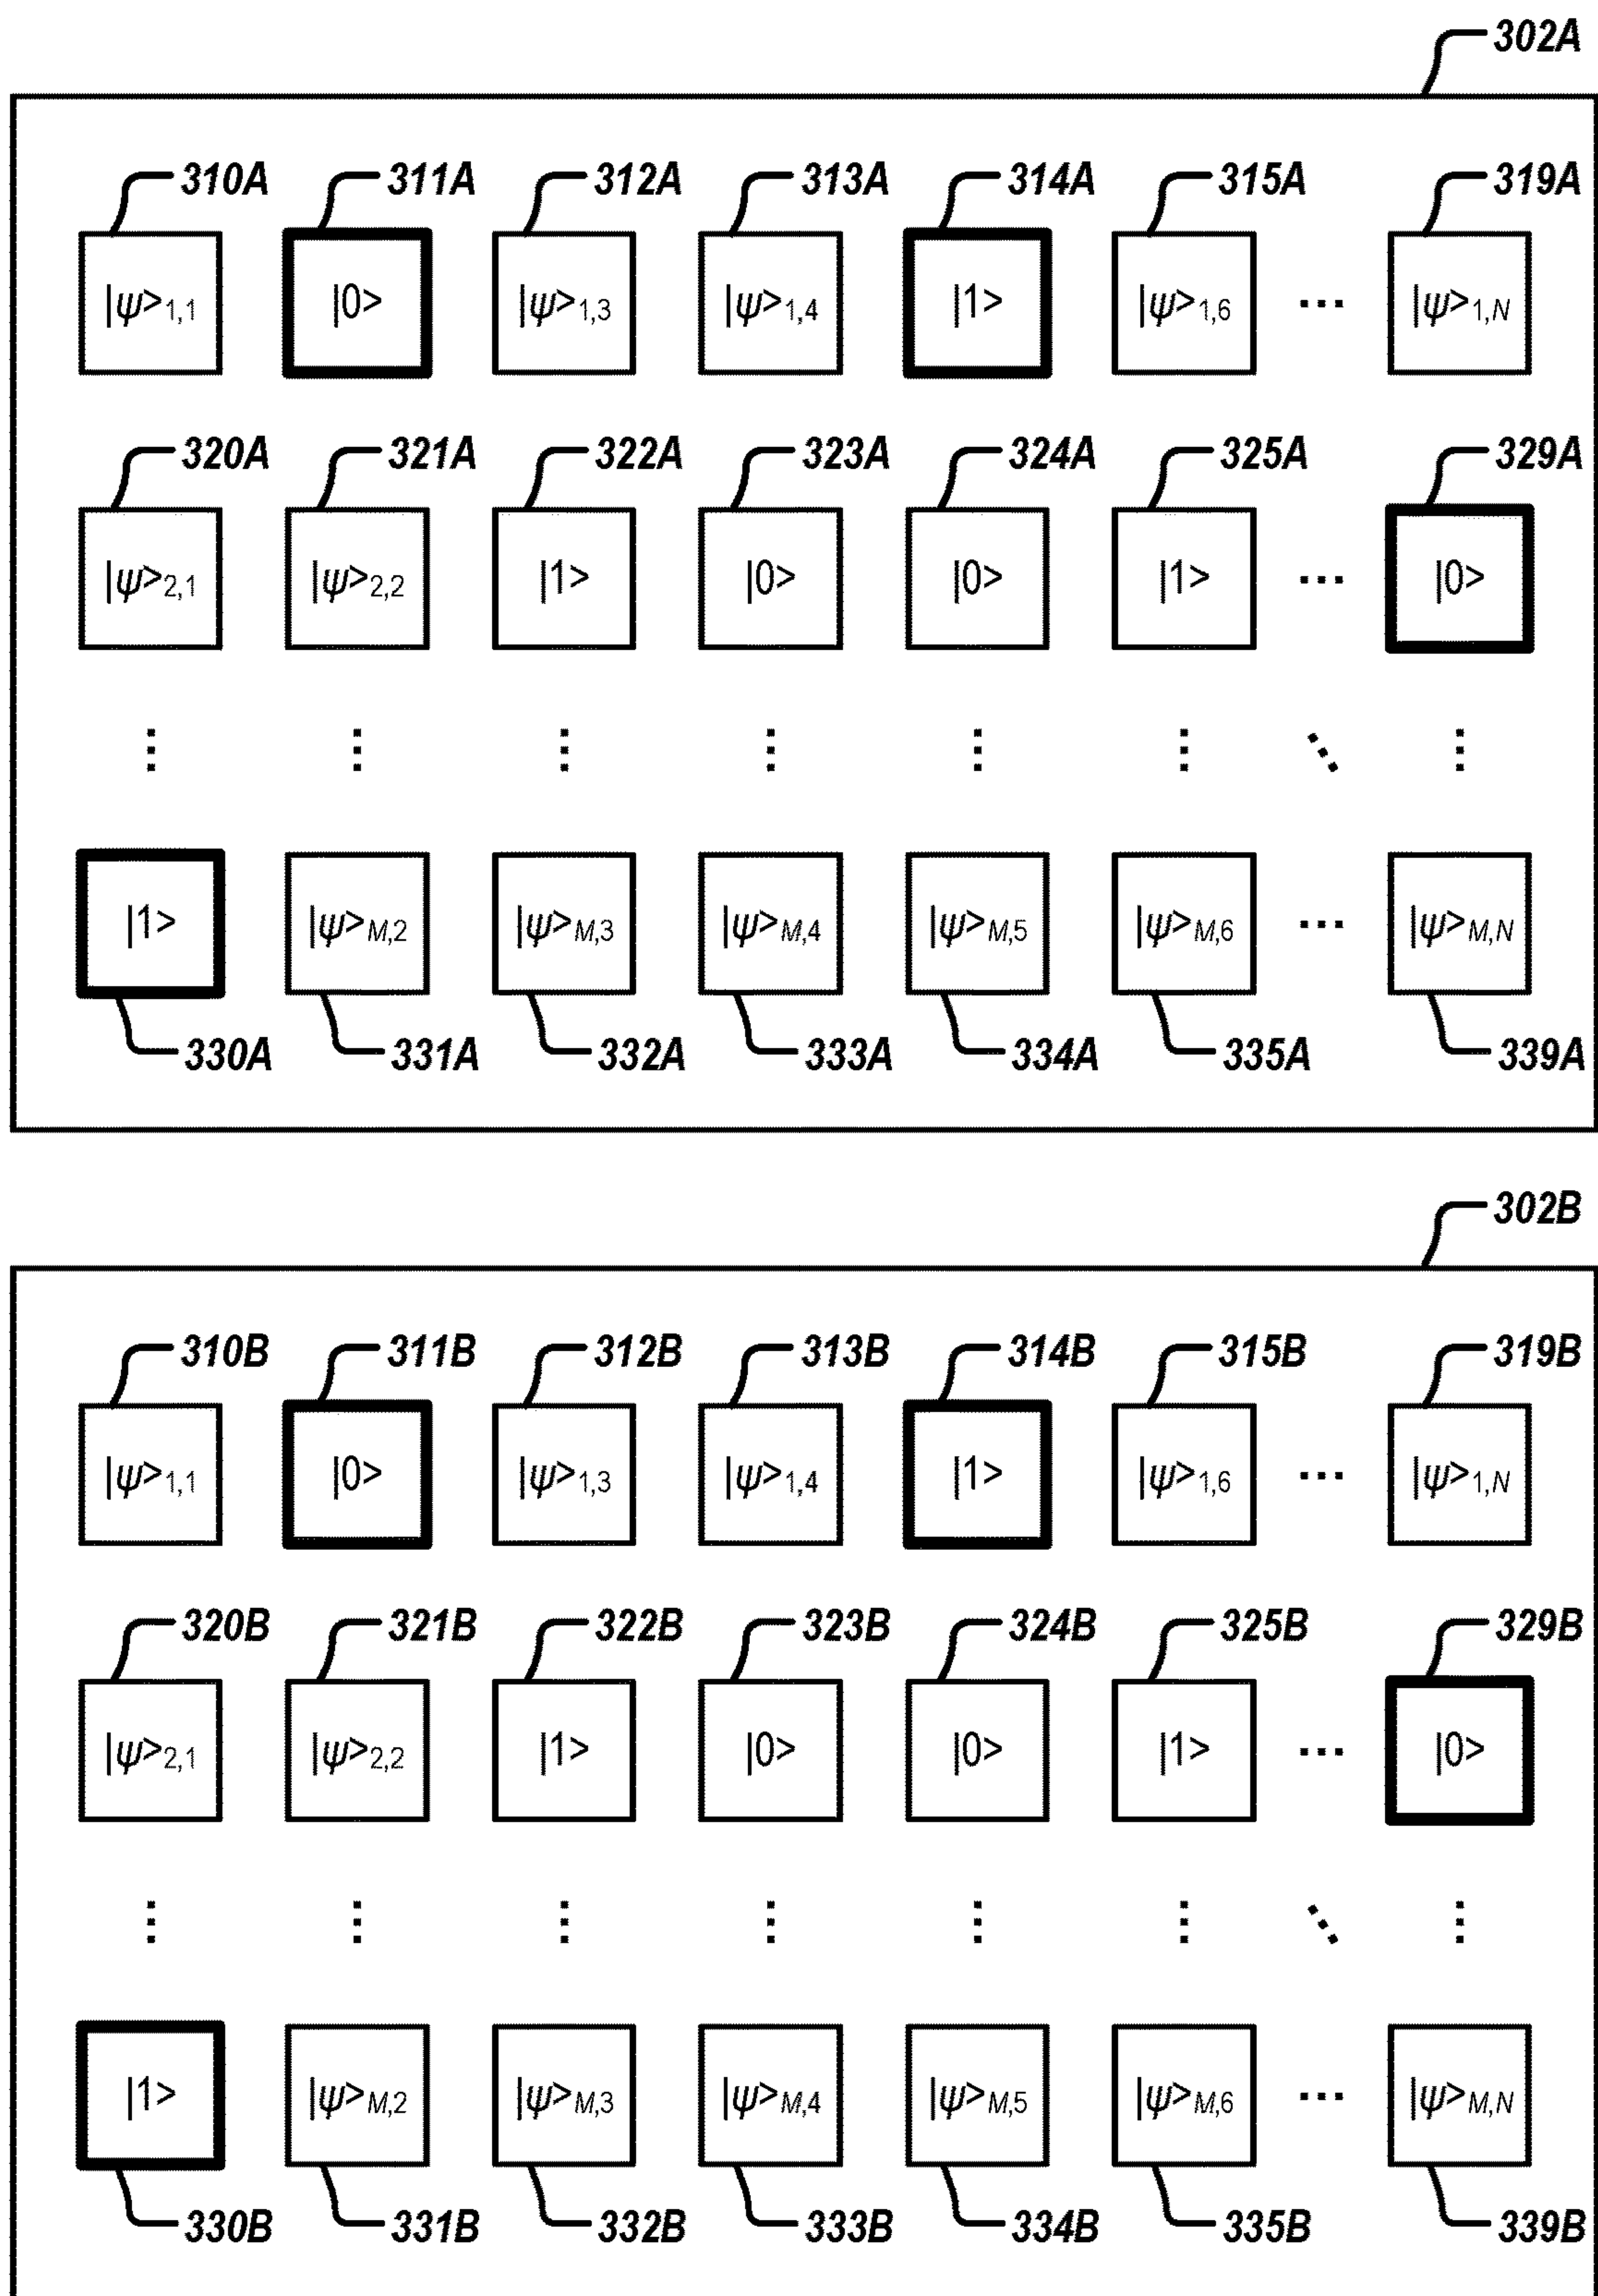 302A
310A 311A 312A 313A 314A 315A 319A
|ψ>1,1 |0> |ψ>1,3 |ψ>1,4 |1> |ψ>1,6 ... |ψ>1,N
320A 321A 322A 323A 324A 325A 329A
|ψ>2,1 |ψ>2,2 |1> |0> |0> |1> ... |0>
|1> |ψ>M,2 |ψ>M,3 |ψ>M,4 |ψ>M,5 |ψ>M,6 ... |ψ>M,N
330A 331A 332A 333A 334A 335A 339A
302B
310B 311B 312B 313B 314B 315B 319B
|ψ>1,1 |0> |ψ>1,3 |ψ>1,4 |1> |ψ>1,6 ... |ψ>1,N
320B 321B 322B 323B 324B 325B 329B
|ψ>2,1 |ψ>2,2 |1> |0> |0> |1> ... |0>
|1> |ψ>M,2 |ψ>M,3 |ψ>M,4 |ψ>M,5 |ψ>M,6 ... |ψ>M,N
330B 331B 332B 333B 334B 335B 339B